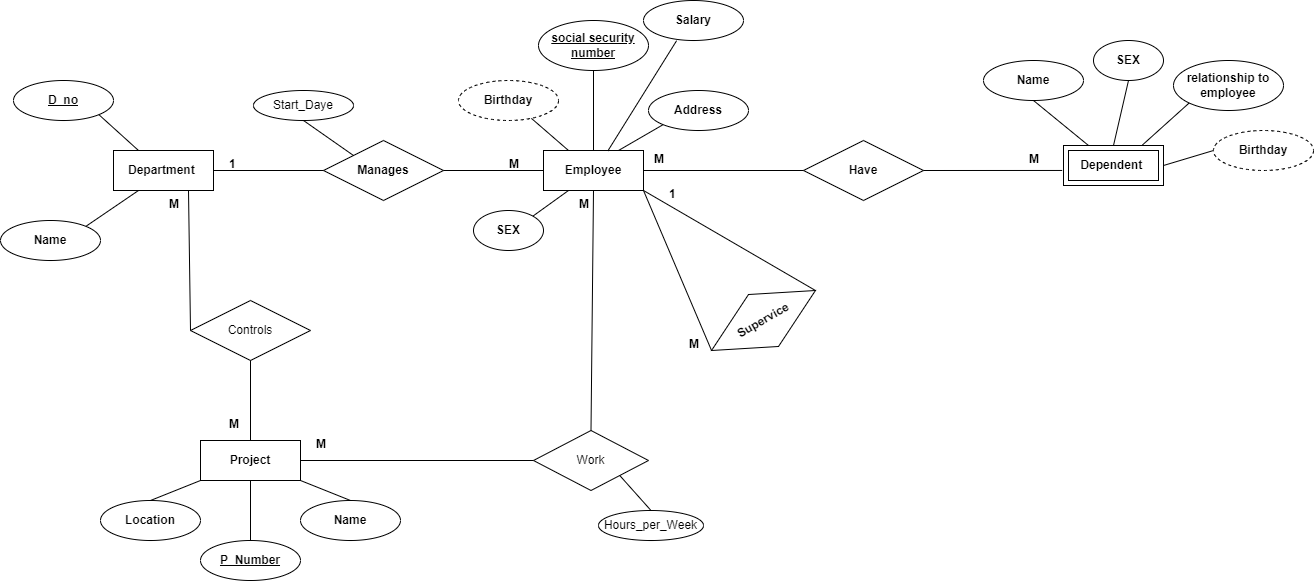 Salary
social security
number
SEX
Name
relationship to
employee
D_no
Birthday
Start_Daye
Address
Birthday
1
M
M
M
Department
Manages
Employee
Have
Dependent
M
M
1
Name
SEX
Supervice
Controls
M
M
M
Project
Work
Location
Name
Hours_per_Week
P_Number